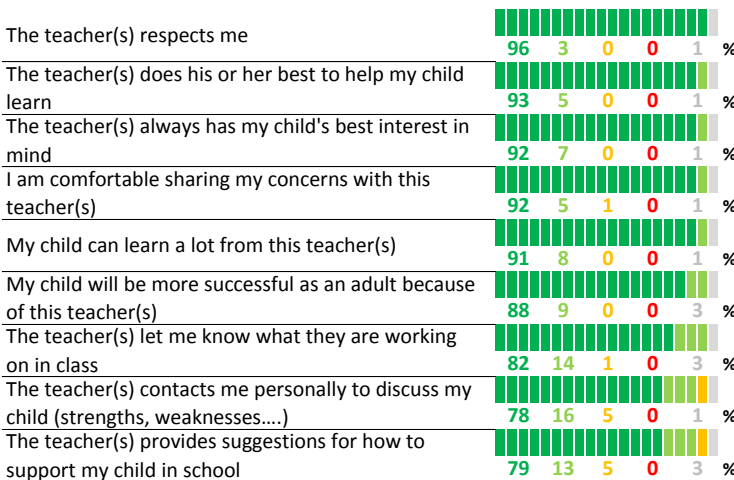 The teacher(s) respects me
96 3 0 0 1 %
The teacher(s) does his or her best to help my child
learn
93 5 0 0 1 %
The teacher(s) always has my child's best interest in
mind
92 7 0 0 1 %
I am comfortable sharing my concerns with this
teacher(s)
92 5 1 0 1 %
My child can learn a lot from this teacher(s)
91 8 0 0 1 %
My child will be more successful as an adult because
of this teacher(s)
88 9 0 0 3 %
The teacher(s) let me know what they are working
on in class
82 14 1 0 3 %
The teacher(s) contacts me personally to discuss my
child (strengths, weaknesses....)
78 16 5 0 1 %
The teacher(s) provides suggestions for how to
support my child in school
79 13 5 0 3 %